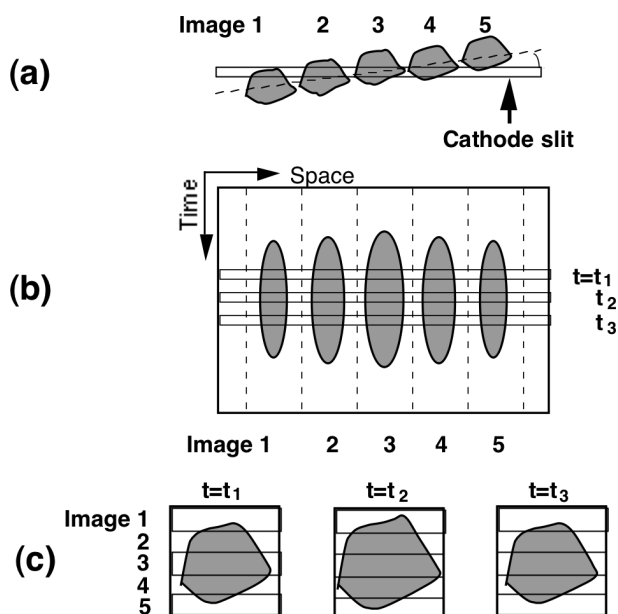 Image 1 2 3 4 5
(a)
Cathode slit
Space
Time
(b)
t=t1
t2
t3
Image 1 2 3 4 5
t=t1 t=t2 t=t3
Image 1
2
(c)
3
4
5